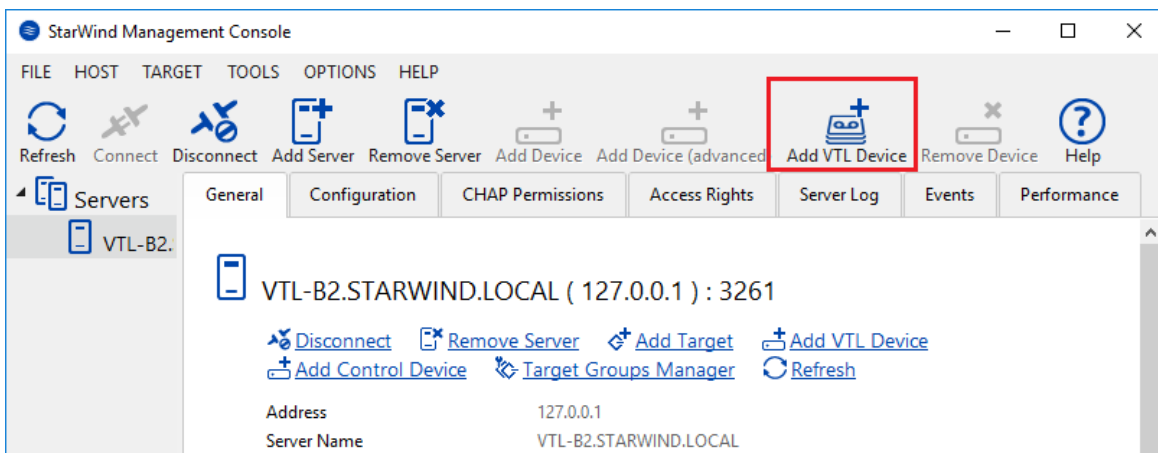 StarWind Management Console
FILE HOST TARGET TOOLS OPTIONS HELP
Refresh Connect Disconnect Add Server Remove Server Add Device Add Device (advanced Add VTL Device Remove Device Help
Servers General Configuration CHAP Permissions Access Rights Server Log Events Performance
VTL-B2.
VTL-B2.STARWIND.LOCAL ( 127.0.0.1 ) : 3261
Disconnect Remove Server Add Target Add VTL Device
Add Control Device Target Groups Manager Refresh
Address 127.0.0.1
Server Name VTL-B2.STARWIND.LOCAL